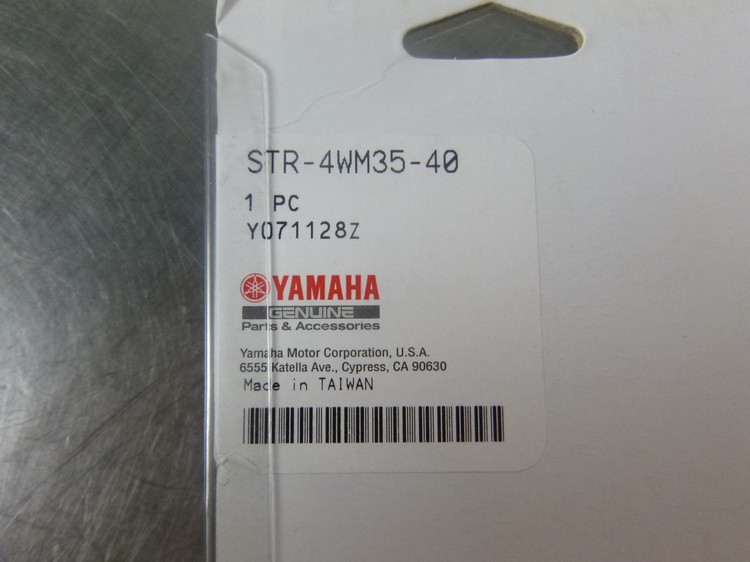 STR-4WM35-40
1 PC
Y071128Z
YAMAHA
GENUINE
Parts & Accessories
Yamaha Motor Corporation, U.S.A.
6555 Katella Ave., Cypress, CA 90630
Made in TAIWAN